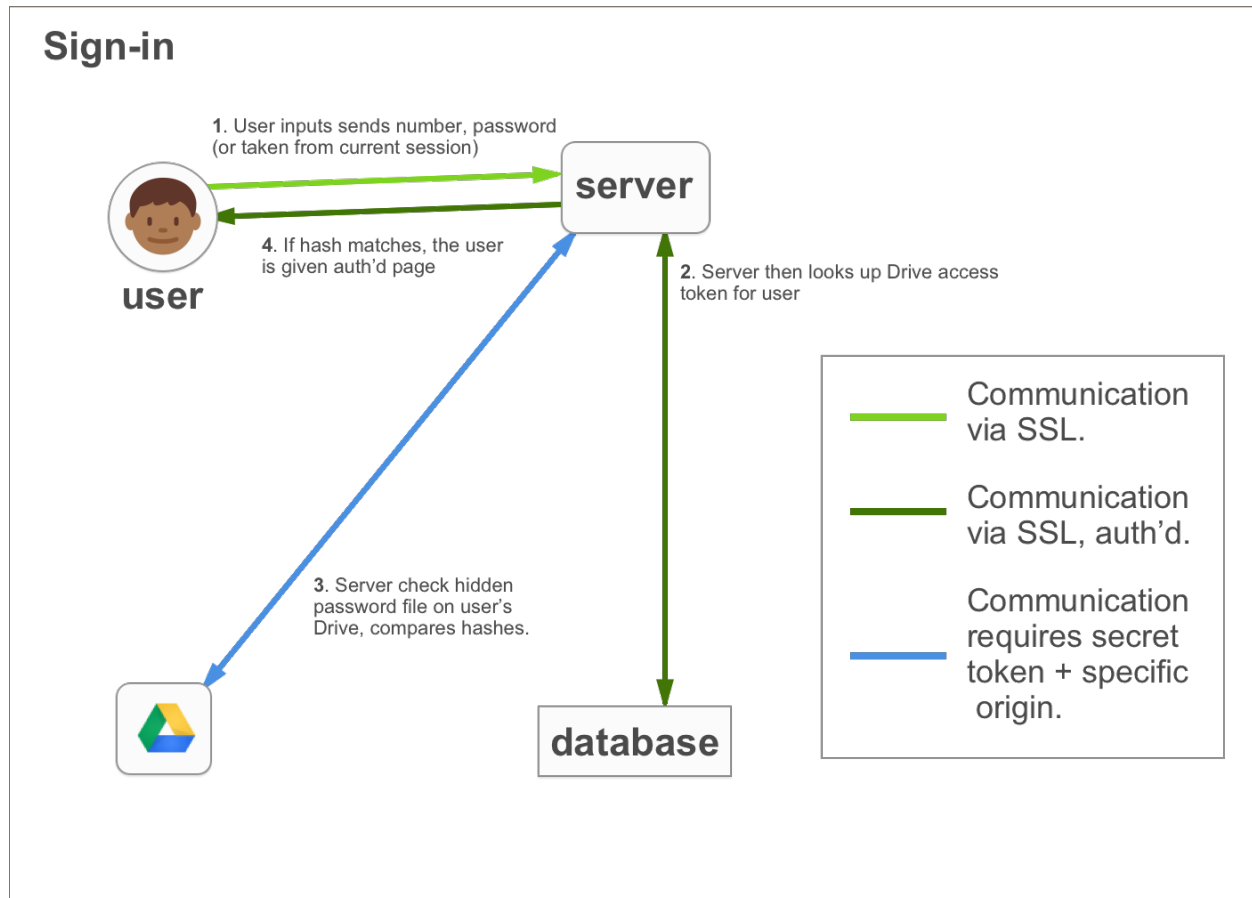 Sign-in
1. User inputs sends number, password
(or taken from current session)
server
4. If hash matches, the user
is given auth'd page
user
2. Server then looks up Drive access
token for user
Communication
via SSL.
Communication
via SSL, auth'd.
3. Server check hidden
password file on user's
Drive, compares hashes.
Communication
requires secret
token + specific
origin.
database